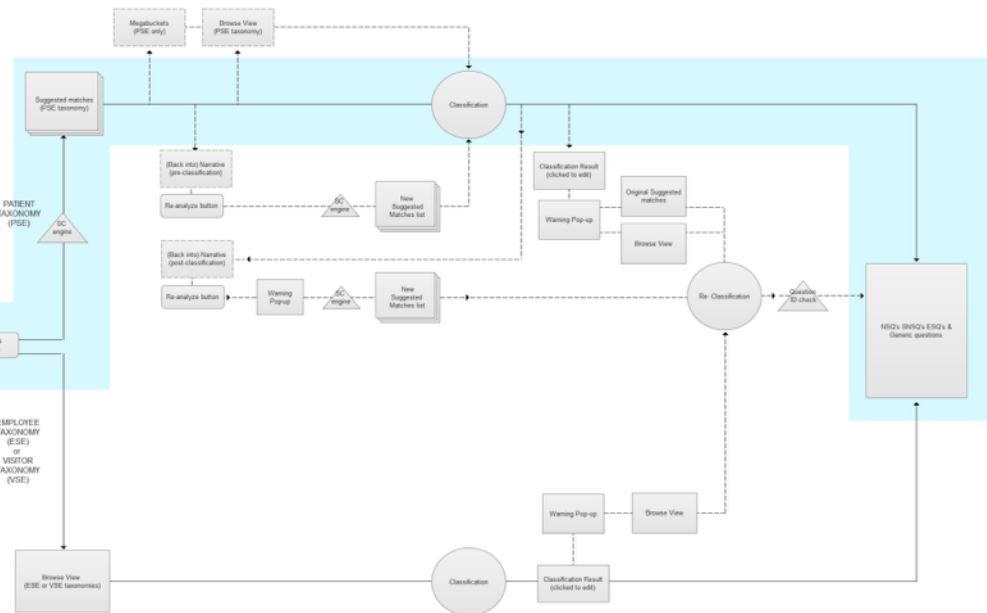 Megabuckets
(PSE only)
Browse View
(PSE taxonomy)
Suggested matches
(PSE taxonomy)
Classification
(Back into) Narrative
(pre-classification)
Re-analyze button
SC
engine
New
Suggested
Matches list
Classification Result
(clicked to edit)
Original Suggested
matches
Warning Pop-up
Browse View
PATIENT
TAXONOMY
(PSE)
SC
engine
(Back into) Narrative
(post-classification)
Re-analyze button
Warning
Pop-up
SC
engine
New
Suggested
Matches list
Re- Classification
Question
ID check
NSQ's SNSQ's ESQ's &
Generic questions
EMPLOYEE
TAXONOMY
(ESE)
or
VISITOR
TAXONOMY
(VSE)
Warning Pop-up
Browse View
Browse View
(ESE or VSE taxonomies)
Classification
Classification Result
(clicked to edit)